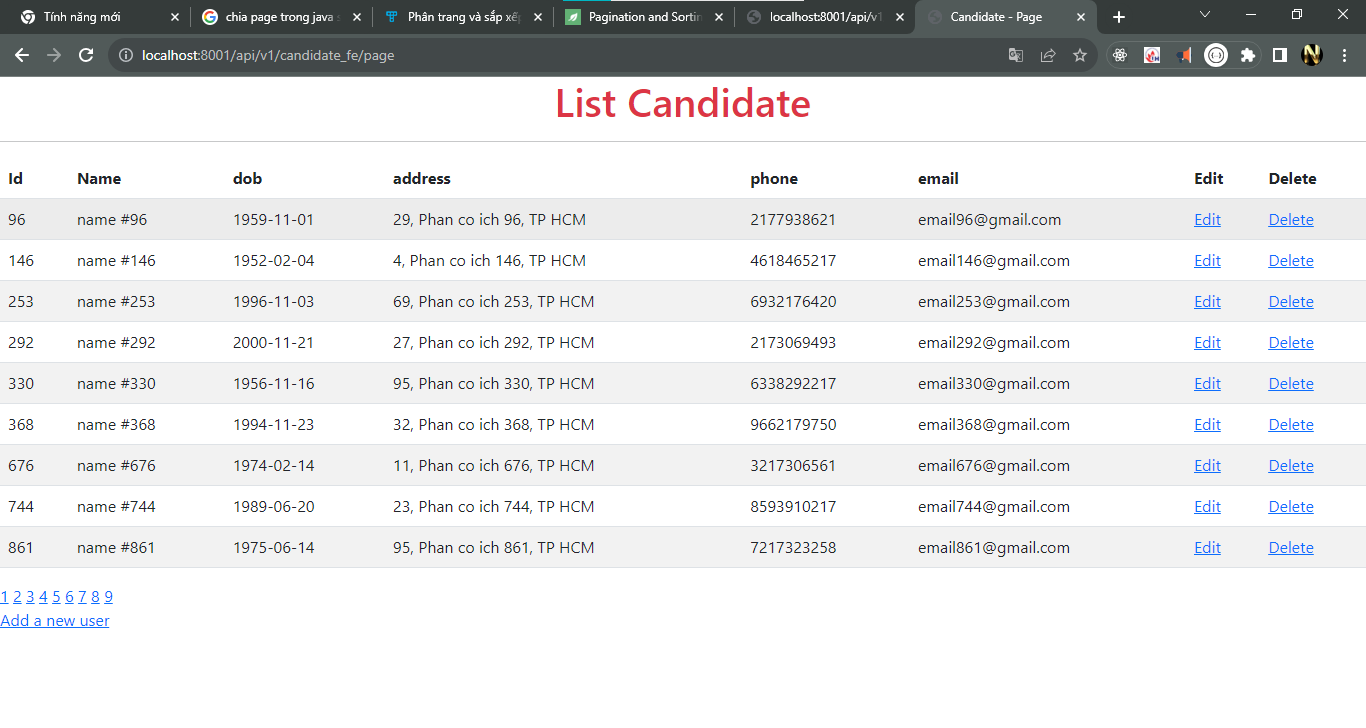 Tính năng mới
chia page trong java s
Phân trang và sắp xếp
Pagination and Sortin
localhost:8001/api/v1
Candidate - Page
localhost:8001/api/v1/candidate_fe/page
List Candidate
Id Name dob address phone email Edit Delete
96 name #96 1959-11-01 29, Phan co ich 96, TP HCM 2177938621 email96@gmail.com Edit Delete
146 name #146 1952-02-04 4, Phan co ich 146, TP HCM 4618465217 email146@gmail.com Edit Delete
253 name #253 1996-11-03 69, Phan co ich 253, TP HCM 6932176420 email253@gmail.com Edit Delete
292 name #292 2000-11-21 27, Phan co ich 292, TP HCM 2173069493 email292@gmail.com Edit Delete
330 name #330 1956-11-16 95, Phan co ich 330, TP HCM 6338292217 email330@gmail.com Edit Delete
368 name #368 1994-11-23 32, Phan co ich 368, TP HCM 9662179750 email368@gmail.com Edit Delete
676 name #676 1974-02-14 11, Phan co ich 676, TP HCM 3217306561 email676@gmail.com Edit Delete
744 name #744 1989-06-20 23, Phan co ich 744, TP HCM 8593910217 email744@gmail.com Edit Delete
861 name #861 1975-06-14 95, Phan co ich 861, TP HCM 7217323258 email861@gmail.com Edit Delete
1 2 3 4 5 6 7 8 9
Add a new user